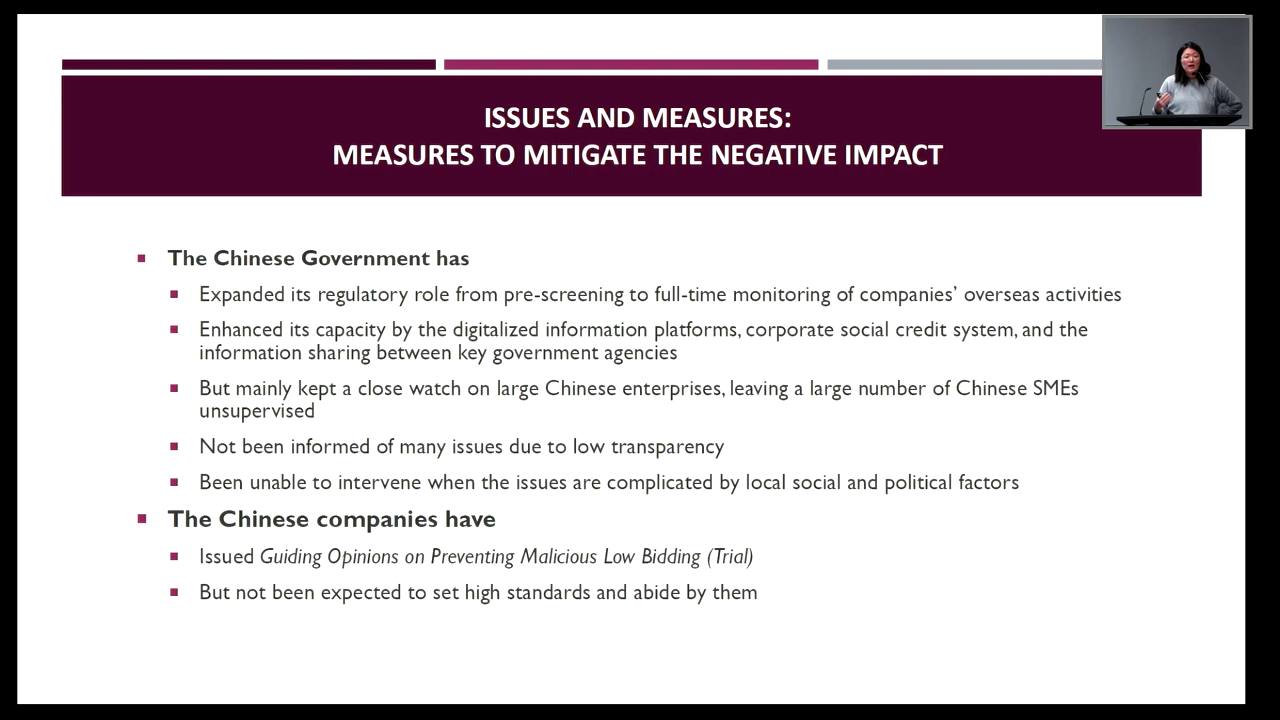 ISSUES AND MEASURES:
MEASURES TO MITIGATE THE NEGATIVE IMPACT
The Chinese Government has
Expanded its regulatory role from pre-screening to full-time monitoring of companies’ overseas activities
Enhanced its capacity by the digitalized information platforms, corporate social credit system, and the
information sharing between key government agencies
But mainly kept a close watch on large Chinese enterprises, leaving a large number of Chinese SMEs
unsupervised
Not been informed of many issues due to low transparency
Been unable to intervene when the issues are complicated by local social and political factors
The Chinese companies have
Issued Guiding Opinions on Preventing Malicious Low Bidding (Trial)
But not been expected to set high standards and abide by them